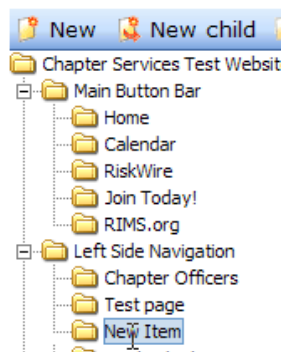 New New child
Chapter Services Test Websit
Main Button Bar
Home
Calendar
RiskWire
Join Today!
RIMS.org
Left Side Navigation
Chapter Officers
Test page
New Item